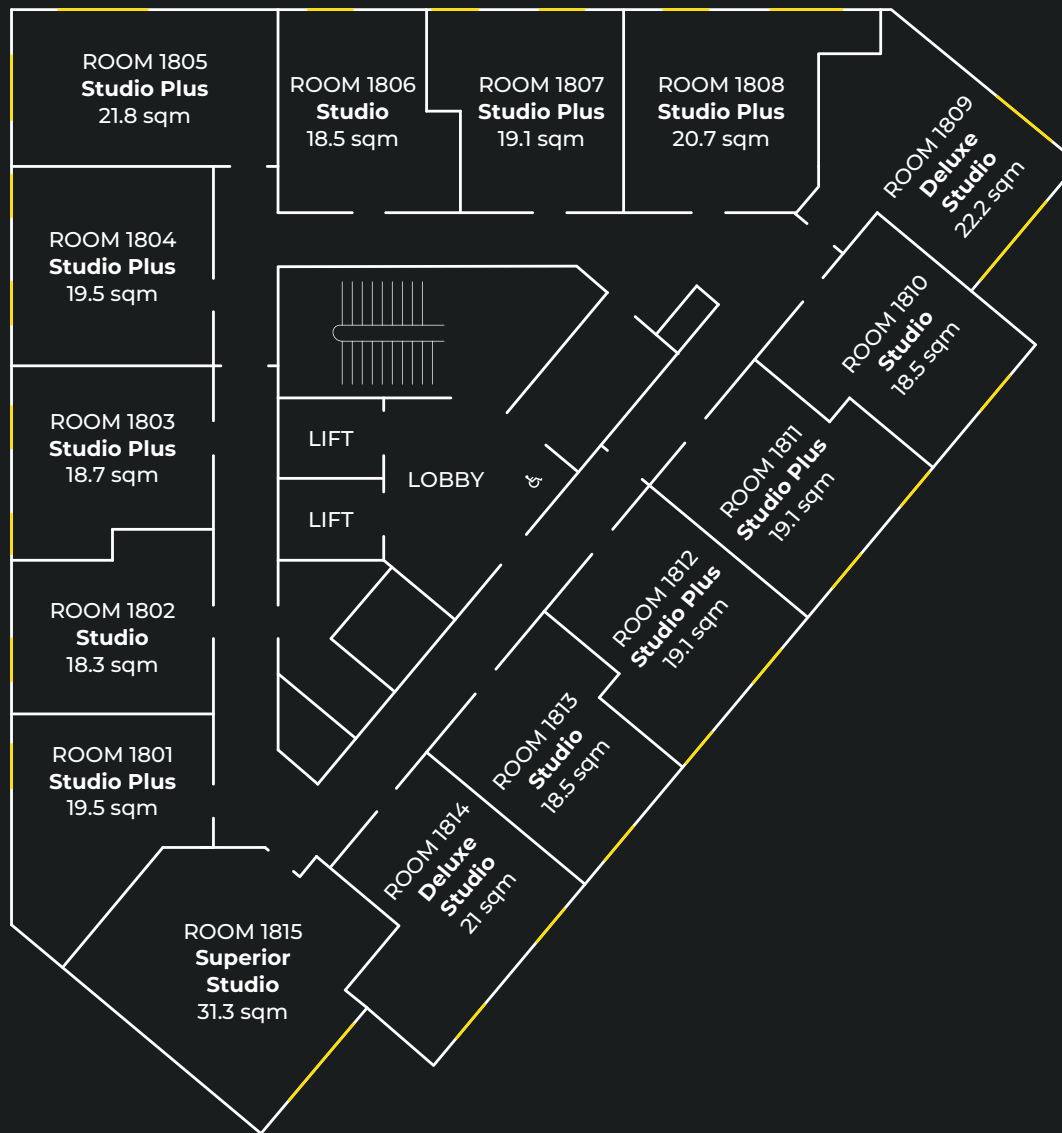 ROOM 1805
Studio Plus
21.8 sqm
ROOM 1806
Studio
18.5 sqm
ROOM 1807
Studio Plus
19.1 sqm
ROOM 1808
Studio Plus
20.7 sqm
ROOM 1809
Deluxe
Studio
22.2 sqm
ROOM 1804
Studio Plus
19.5 sqm
ROOM 1810
Studio
18.5 sqm
ROOM 1803
Studio Plus
18.7 sqm
LIFT
LOBBY
LIFT
ROOM 1811
Studio Plus
19.1 sqm
ROOM 1812
Studio Plus
19.1 sqm
ROOM 1802
Studio
18.3 sqm
ROOM 1813
Studio
18.5 sqm
ROOM 1801
Studio Plus
19.5 sqm
ROOM 1814
Deluxe
Studio
21 sqm
ROOM 1815
Superior
Studio
31.3 sqm